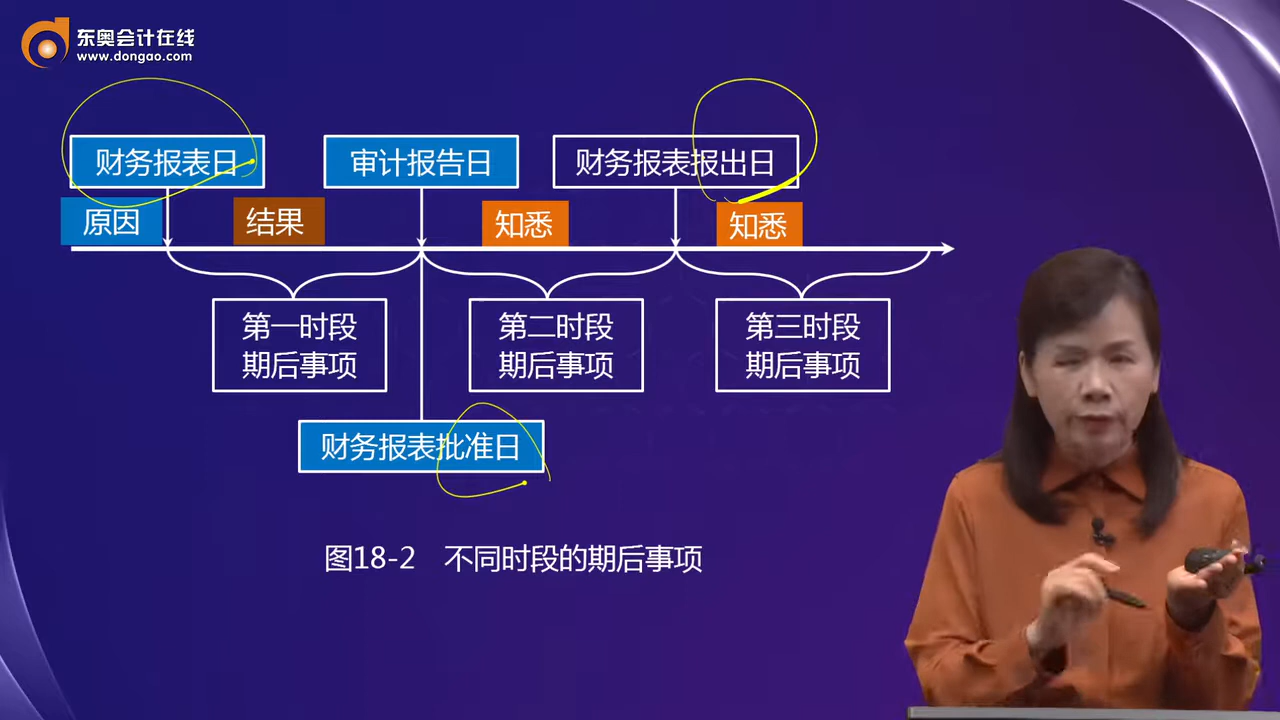 东奥会计在线
www.dongao.com
财务报表日
审计报告日
财务报表报出日
原因
结果
知悉
知悉
第一时段
期后事项
第二时段
期后事项
第三时段
期后事项
财务报表批准日
图18-2 不同时段的期后事项